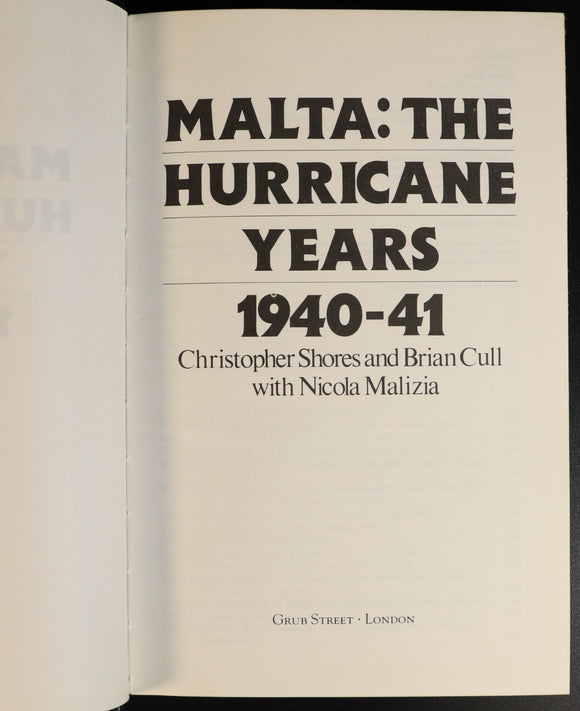 MALTA: THE
HURRICANE
YEARS
1940-41
Christopher Shores and Brian Cull
with Nicola Malizia
GRUB STREET · LONDON